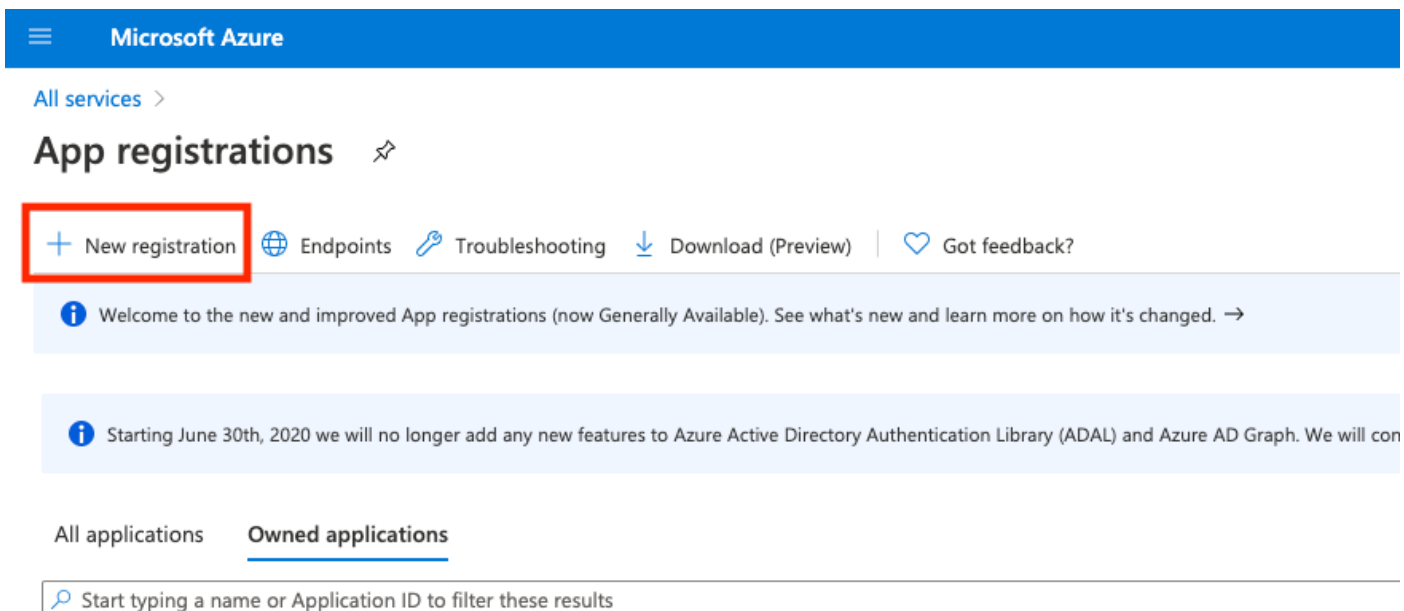 Microsoft Azure
All services >
App registrations
New registration Endpoints Troubleshooting Download (Preview) Got feedback?
Welcome to the new and improved App registrations (now Generally Available). See what's new and learn more on how it's changed. →
Starting June 30th, 2020 we will no longer add any new features to Azure Active Directory Authentication Library (ADAL) and Azure AD Graph. We will con
All applications Owned applications
Start typing a name or Application ID to filter these results